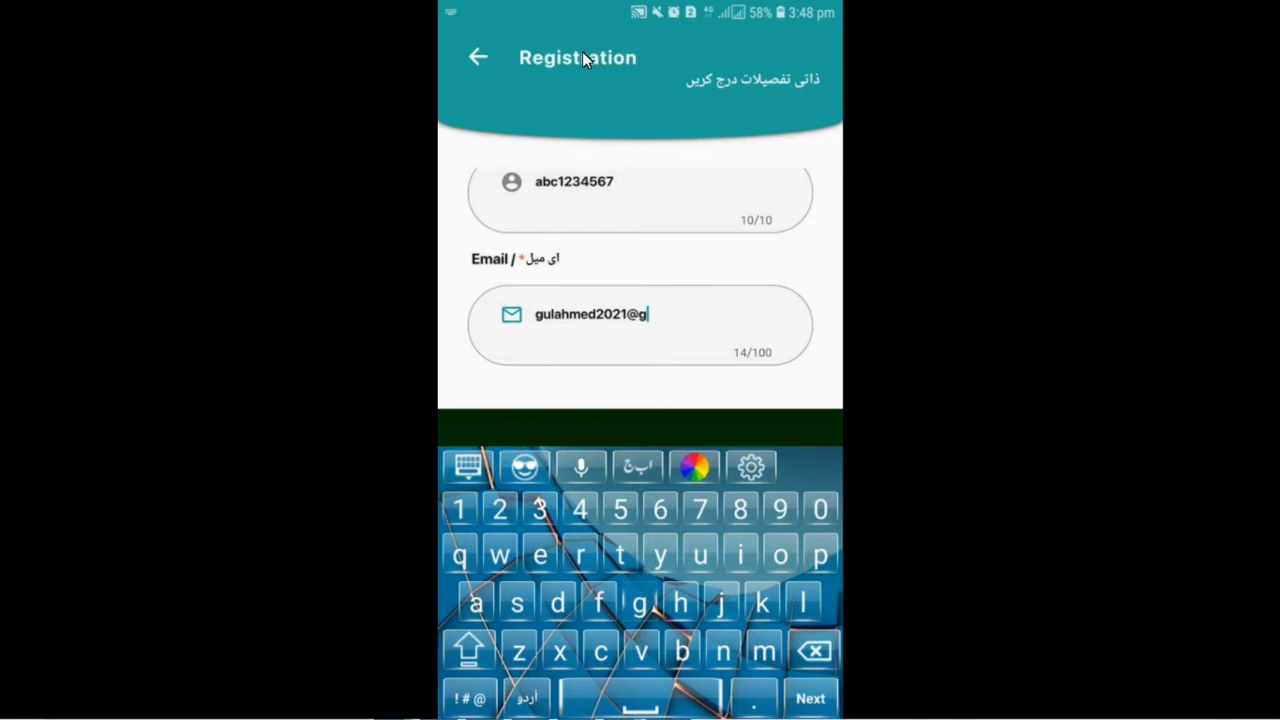 58% 3:48 pm
Registration
ذاتی تفصیلات درج کریں
abc1234567
10/10
Email / *ای میل
gulahmed2021@g
14/100
ا ب ج
1 2 3 4 5 6 7 8 9 0
q w e r t y u i o p
a s d f g h j k l
z x c v b n m
! # @ اُردو . Next